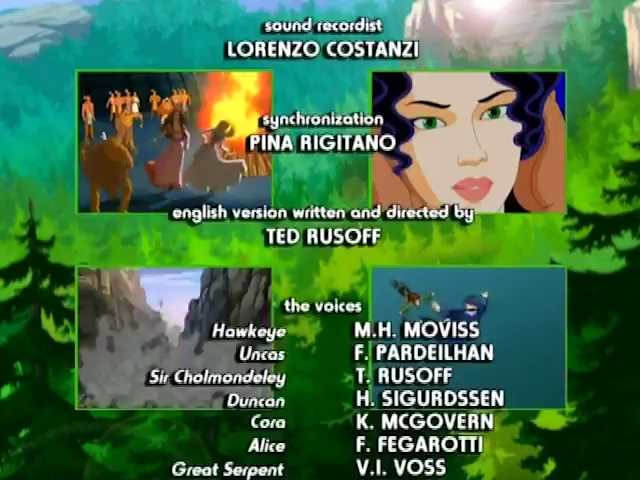 sound recordist
LORENZO COSTANZI
synchronization
PINA RIGITANO
english version written and directed by
TED RUSOFF
the voices
Hawkeye M.H. MOVISS
Uncas F. PARDEILHAN
Sir Cholmondeley T. RUSOFF
Duncan H. SIGURDSSEN
Cora K. MCGOVERN
Alice F. FEGAROTTI
Great Serpent V.I. VOSS